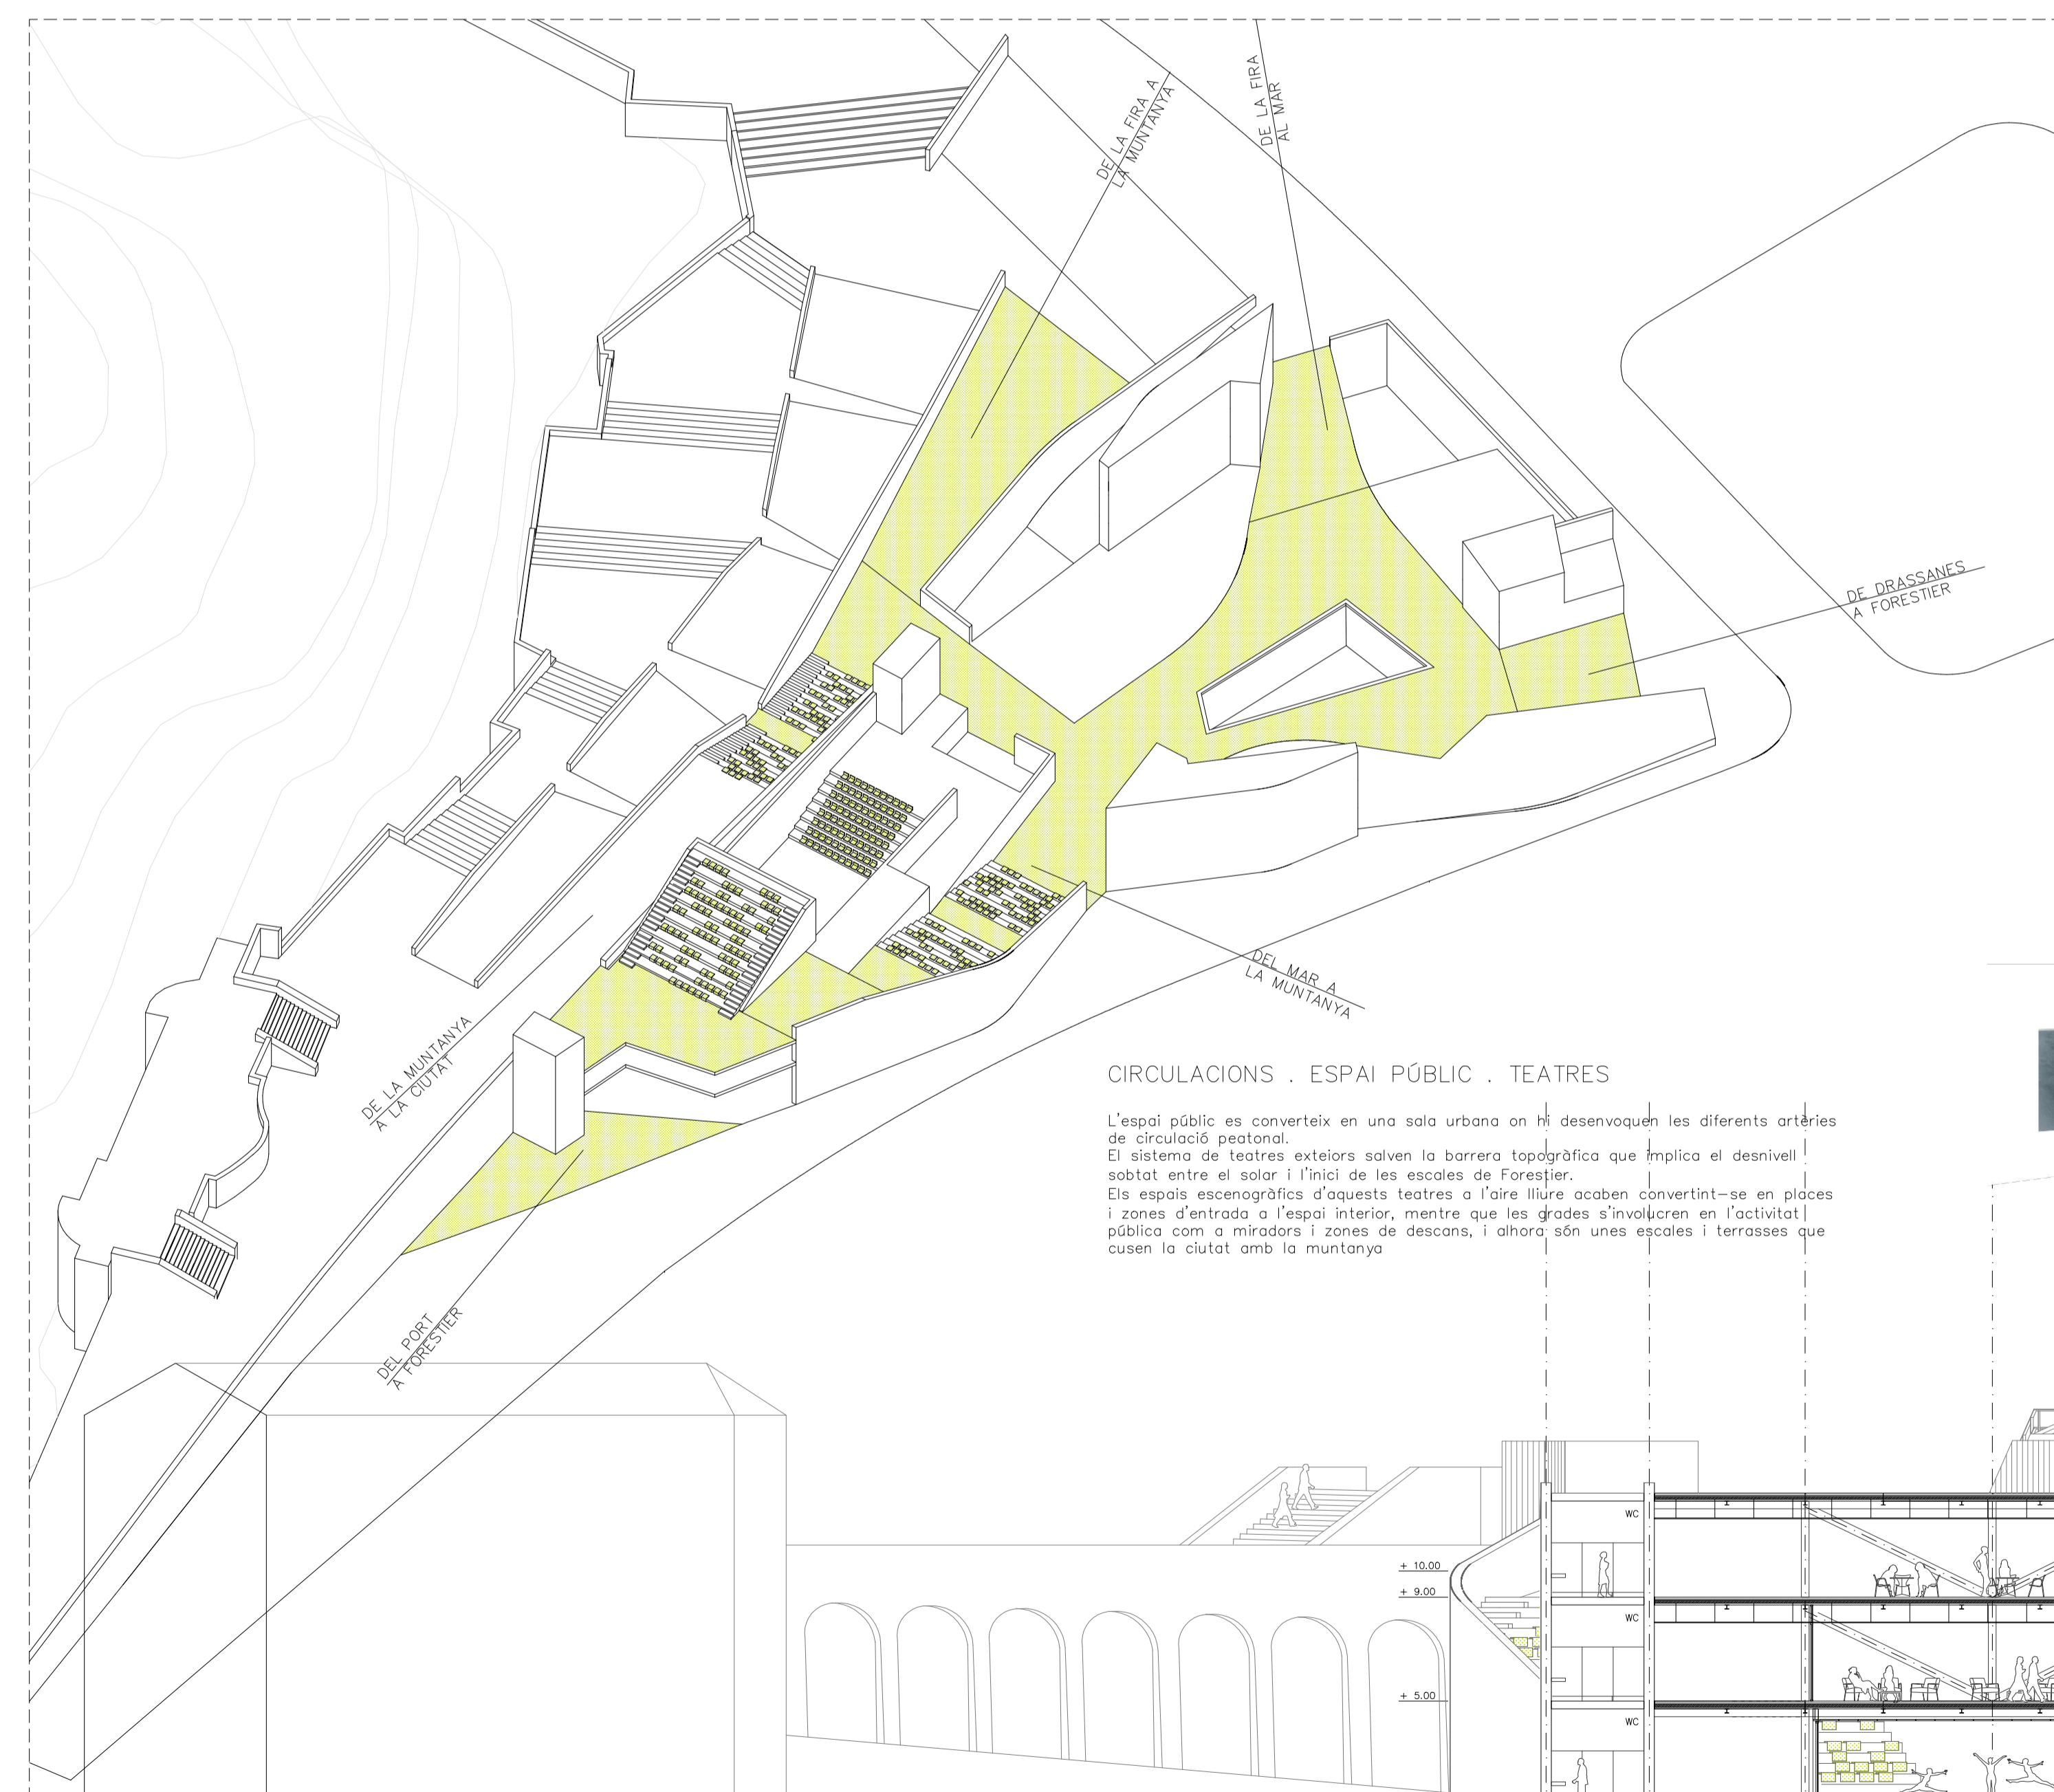 DE LA FIRA A
LA MUNTANYA
DE LA FIRA
AL MAR
DE DRASSANES
A FORESTIER
DEL MAR A
LA MUNTANYA
DE LA MUNTANYA
A LA CIUTAT
DEL PORT
A FORESTIER
CIRCULACIONS . ESPAI PÚBLIC . TEATRES
L'espai públic es converteix en una sala urbana on hi desenvoquen les diferents artèries
de circulació peatonal.
El sistema de teatres exteiors salven la barrera topogràfica que implica el desnivell
sobtat entre el solar i l'inici de les escales de Forestier.
Els espais escenogràfics d'aquests teatres a l'aire lliure acaben convertint-se en places
i zones d'entrada a l'espai interior, mentre que les grades s'involucren en l'activitat
pública com a miradors i zones de descans, i alhora són unes escales i terrasses que
cusen la ciutat amb la muntanya
WC
+ 10.00
+ 9.00
WC
+ 5.00
WC